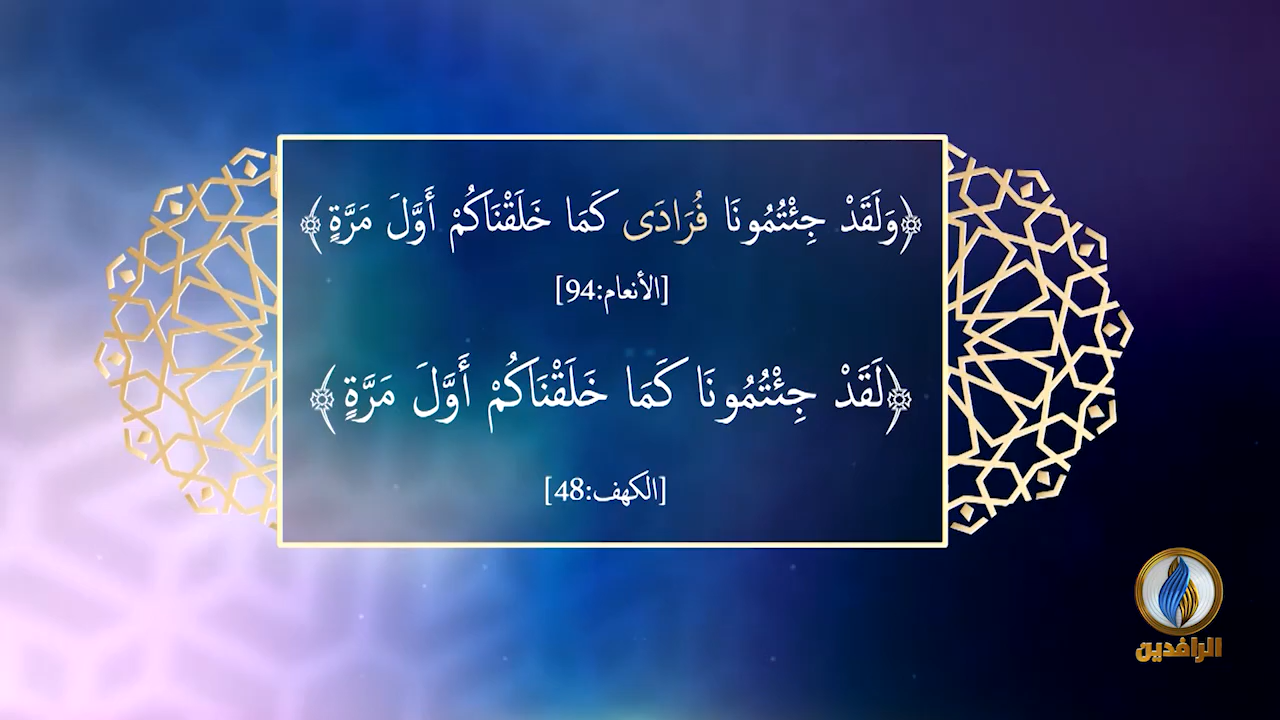 ﴿وَلَقَدْ جِئْتُمُونَا فُرَادَى كَمَا خَلَقْنَاكُمْ أَوَّلَ مَرَّةٍ﴾
[الأنعام:94]
﴿لَقَدْ جِئْتُمُونَا كَمَا خَلَقْنَاكُمْ أَوَّلَ مَرَّةٍ﴾
[الكهف:48]
الرافدين